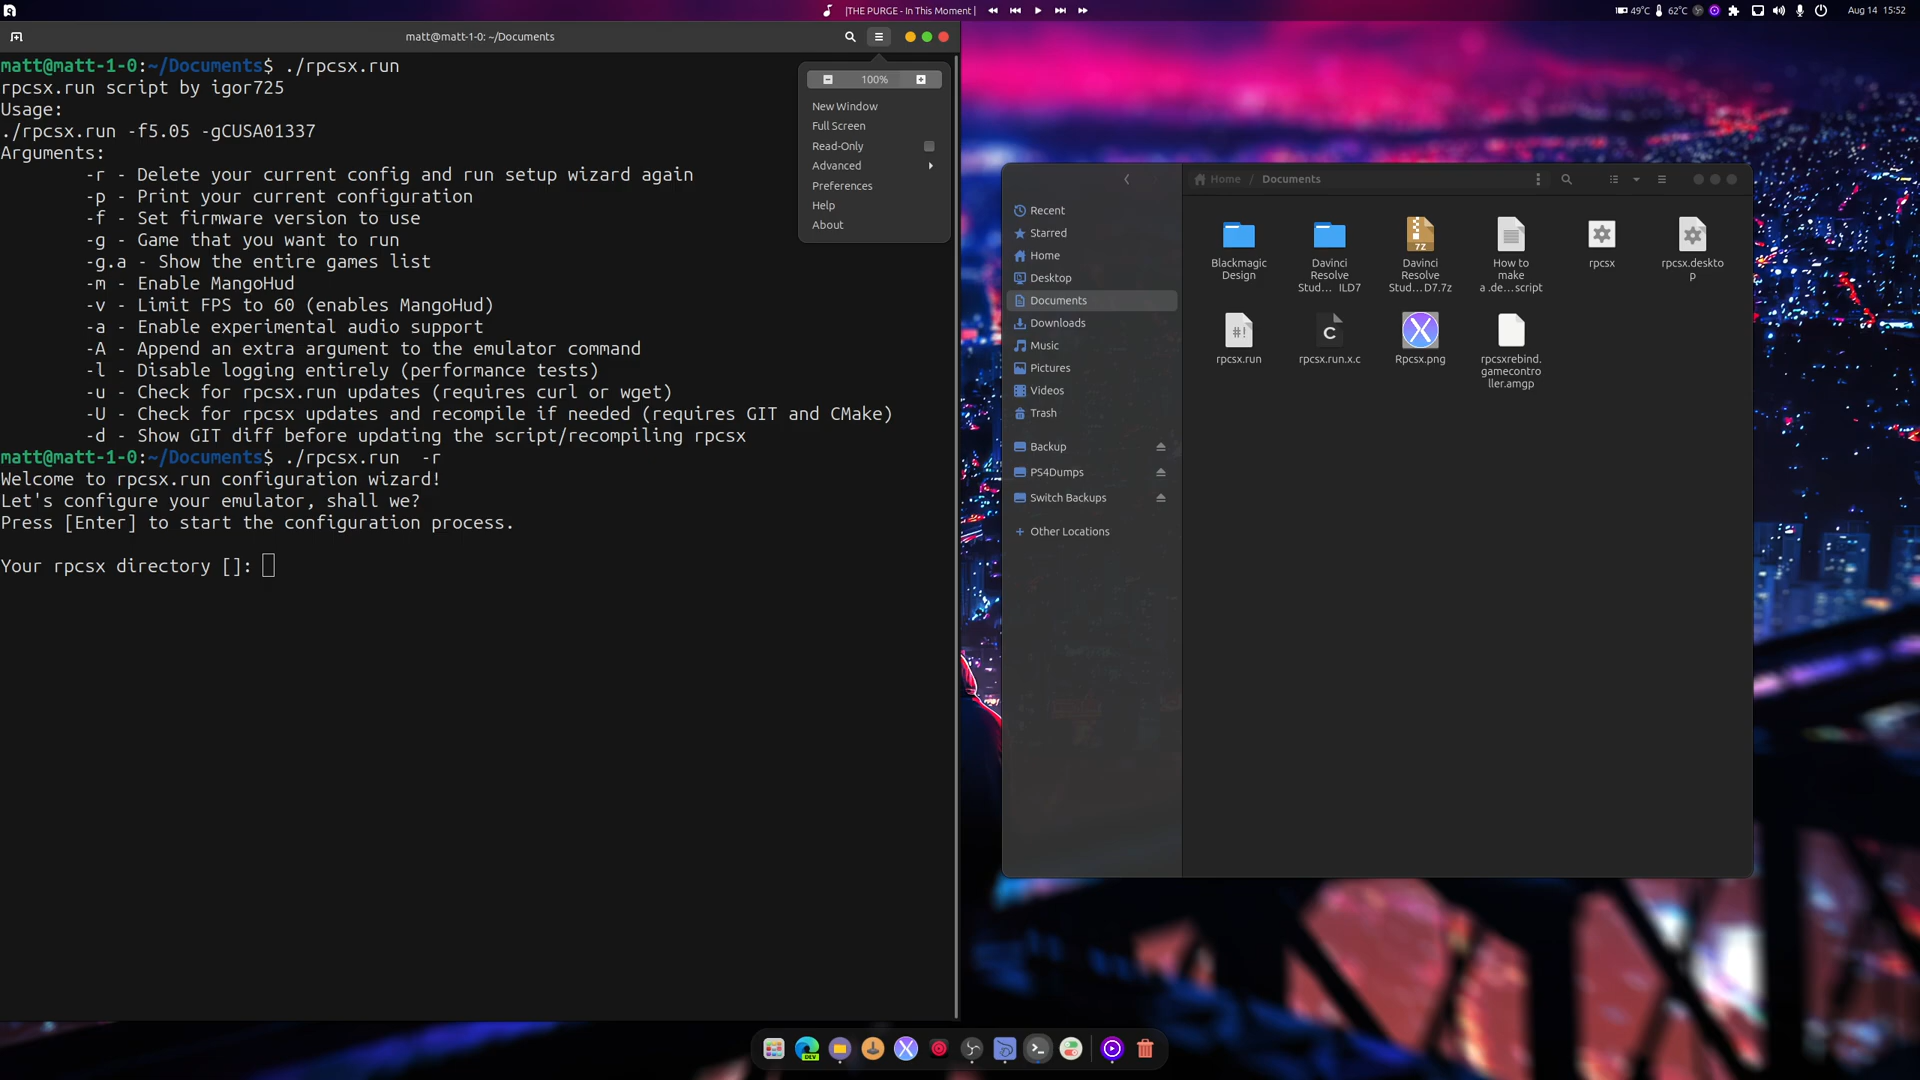 [THE PURGE - In This Moment ]
49°C
62°C
Aug 14 15:52
matt@matt-1-0: ~/Documents
matt@matt-1-0:~/Documents$ ./rpcsx.run
rpcsx.run script by igor725
Usage:
./rpcsx.run -f5.05 -gCUSA01337
Arguments:
-r - Delete your current config and run setup wizard again
-p - Print your current configuration
-f - Set firmware version to use
-g - Game that you want to run
-g.a - Show the entire games list
-m - Enable MangoHud
-v - Limit FPS to 60 (enables MangoHud)
-a - Enable experimental audio support
-A - Append an extra argument to the emulator command
-l - Disable logging entirely (performance tests)
-u - Check for rpcsx.run updates (requires curl or wget)
-U - Check for rpcsx updates and recompile if needed (requires GIT and CMake)
-d - Show GIT diff before updating the script/recompiling rpcsx
matt@matt-1-0:~/Documents$ ./rpcsx.run  -r
Welcome to rpcsx.run configuration wizard!
Let's configure your emulator, shall we?
Press [Enter] to start the configuration process.
Your rpcsx directory []:
100%
New Window
Full Screen
Read-Only
Advanced
Preferences
Help
About
Home / Documents
Recent
Starred
Home
Desktop
Documents
Downloads
Music
Pictures
Videos
Trash
Backup
PS4Dumps
Switch Backups
Other Locations
Blackmagic
Design
Davinci
Resolve
Stud... ILD7
7Z
Davinci
Resolve
Stud...D7.7z
How to
make
a .de...script
rpcsx
rpcsx.deskto
p
#!
rpcsx.run
C
rpcsx.run.x.c
Rpcsx.png
rpcsxrebind.
gamecontro
ller.amgp
DEV